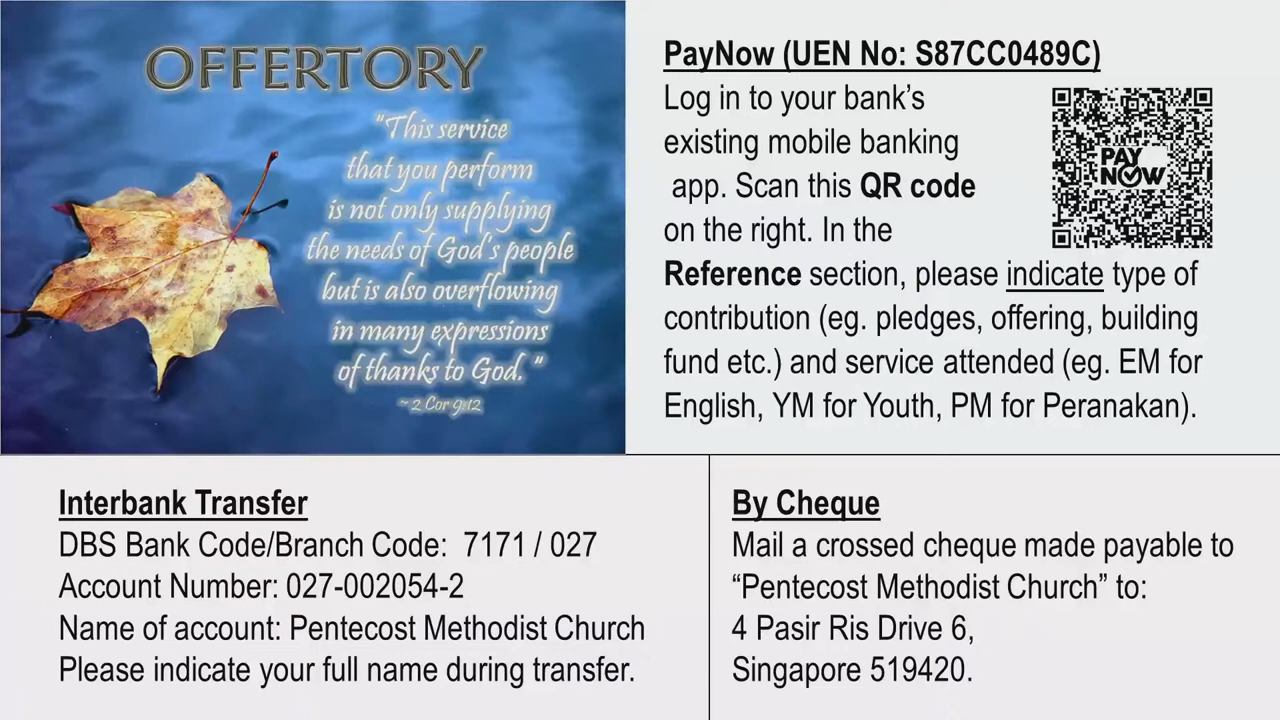 OFFERTORY
"This service
that you perform
is not only supplying
the needs of God's people
but is also overflowing
in many expressions
of thanks to God. "
~ 2 Cor 9:12
PayNow (UEN No: S87CC0489C)
Log in to your bank’s
existing mobile banking
app. Scan this QR code
on the right. In the
Reference section, please indicate type of
contribution (eg. pledges, offering, building
fund etc.) and service attended (eg. EM for
English, YM for Youth, PM for Peranakan).
PAY
NOW
Interbank Transfer
DBS Bank Code/Branch Code: 7171 / 027
Account Number: 027-002054-2
Name of account: Pentecost Methodist Church
Please indicate your full name during transfer.
By Cheque
Mail a crossed cheque made payable to
“Pentecost Methodist Church” to:
4 Pasir Ris Drive 6,
Singapore 519420.